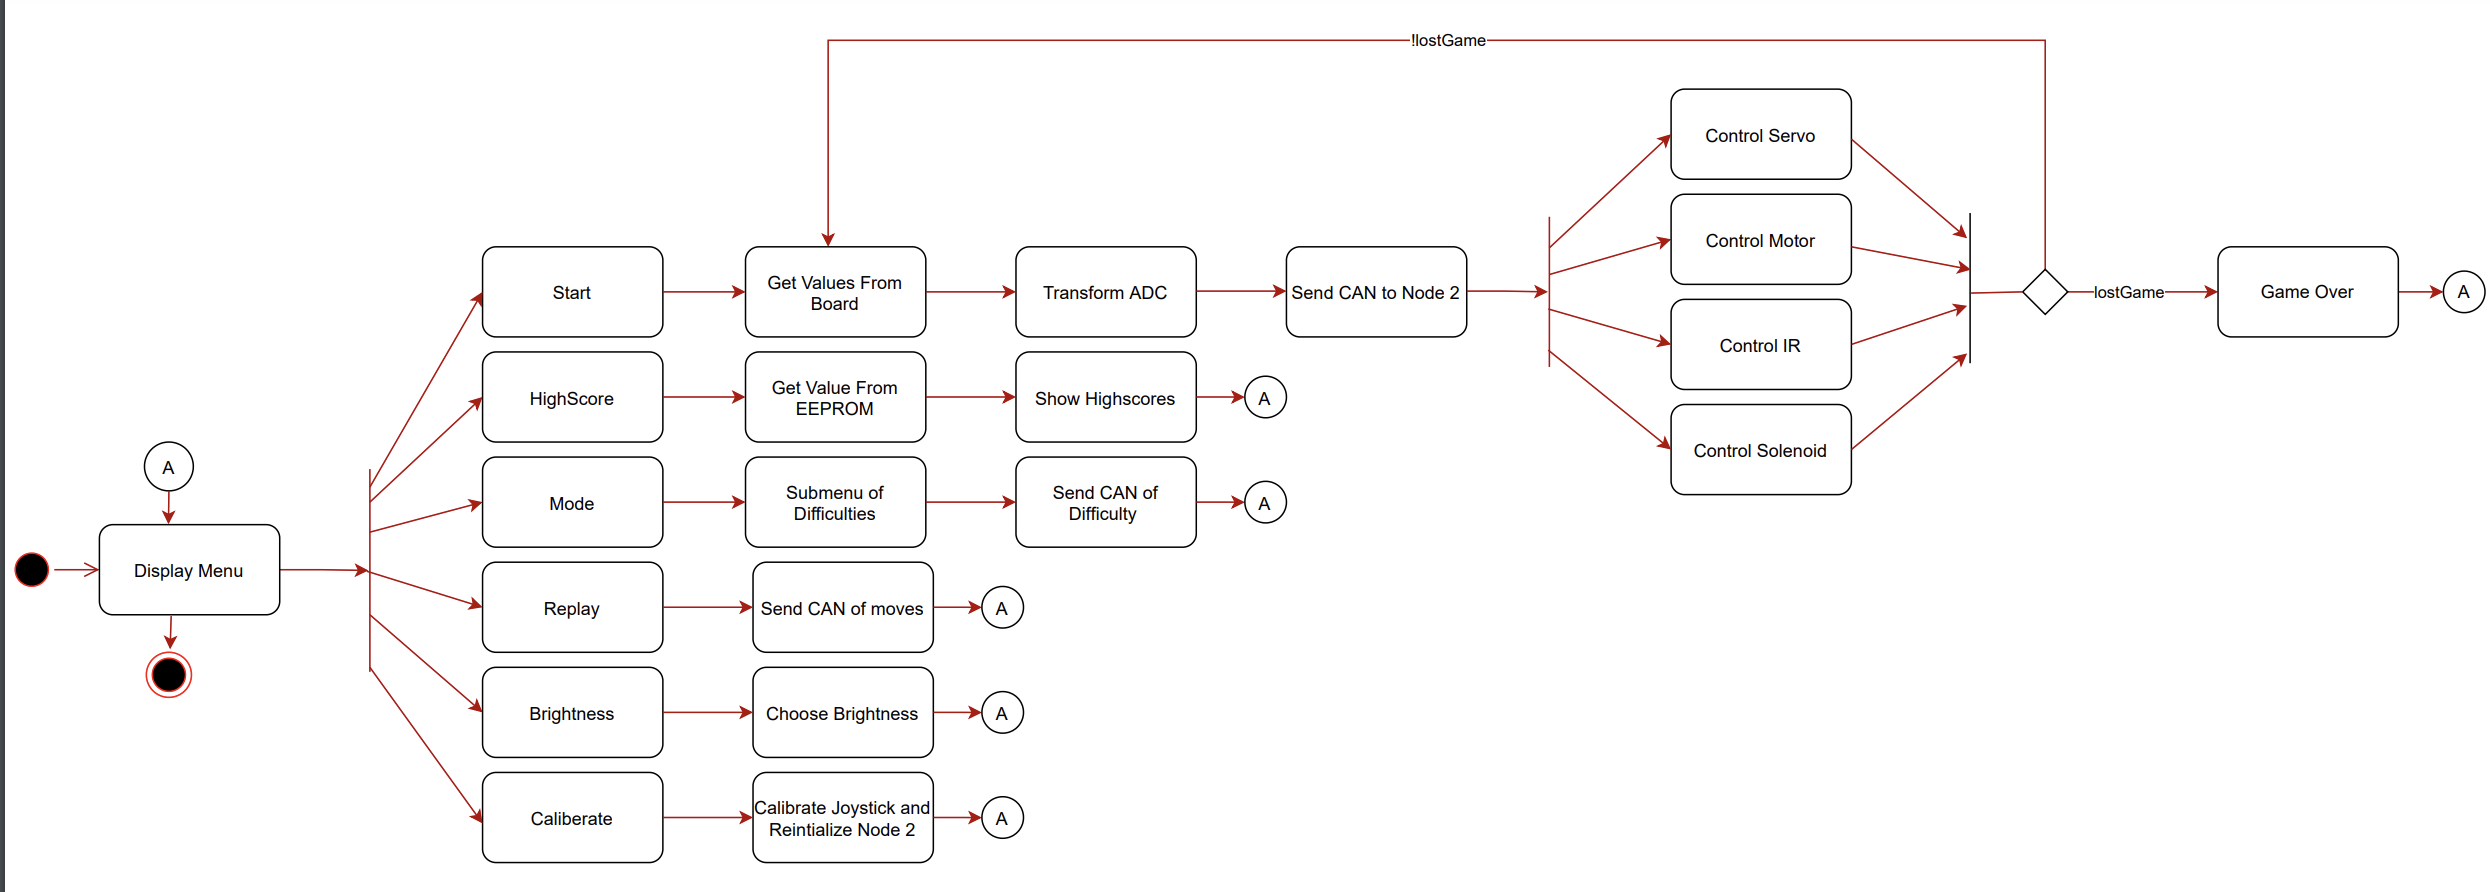 !lostGame
Control Servo
Control Motor
Control IR
Control Solenoid
Start
Get Values From
Board
Transform ADC
Send CAN to Node 2
lostGame
Game Over
A
HighScore
Get Value From
EEPROM
Show Highscores
A
Mode
Submenu of
Difficulties
Send CAN of
Difficulty
A
A
Display Menu
Replay
Send CAN of moves
A
Brightness
Choose Brightness
A
Caliberate
Calibrate Joystick and
Reintialize Node 2
A